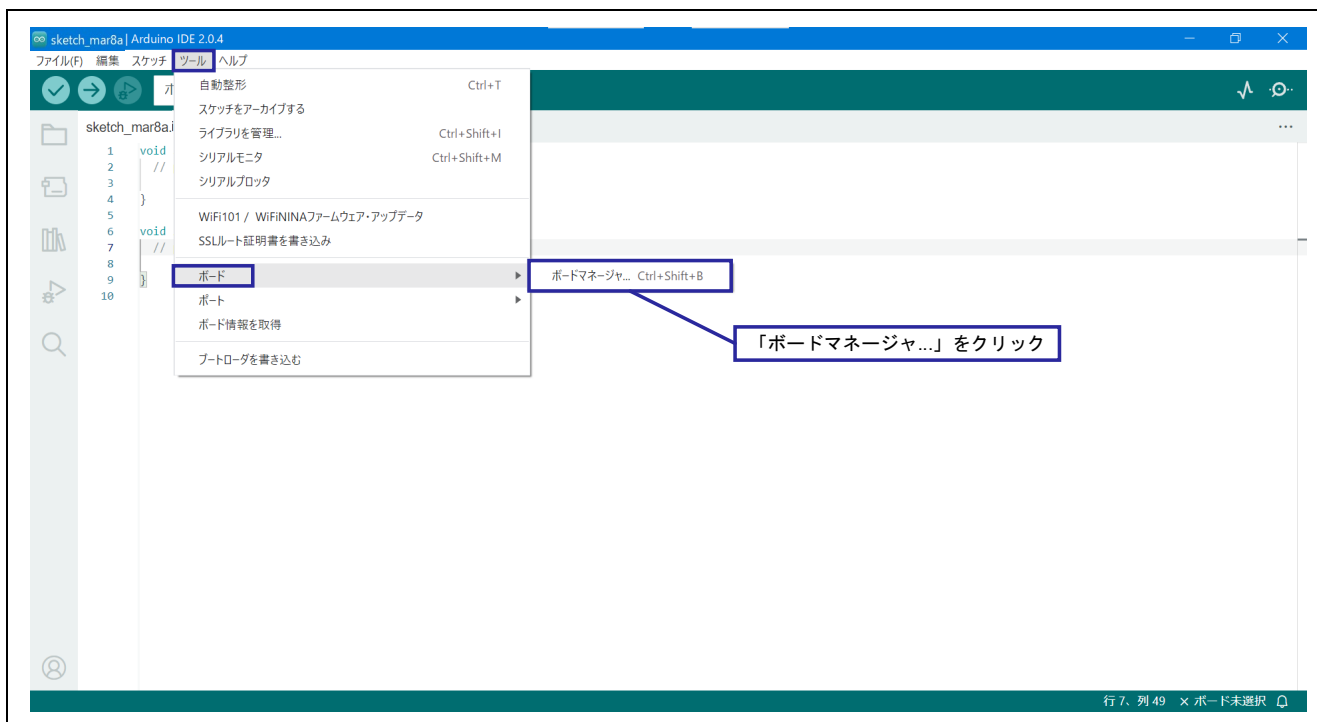 sketch_mar8a | Arduino IDE 2.0.4
ファイル(F) 編集 スケッチ ツール ヘルプ
自動整形 Ctrl+T
スケッチをアーカイブする
ライブラリを管理... Ctrl+Shift+I
シリアルモニタ Ctrl+Shift+M
シリアルプロッタ
WiFi101 / WiFiNINAファームウェア・アップデータ
SSLルート証明書を書き込み
ボード
ボードマネージャ... Ctrl+Shift+B
ポート
ボード情報を取得
ブートローダを書き込む
「ボードマネージャ...」をクリック
sketch_mar8a.i
1 void
2 //
3
4 }
5
6 void
7 //
8
9 }
10
行 7、列 49 × ボード未選択